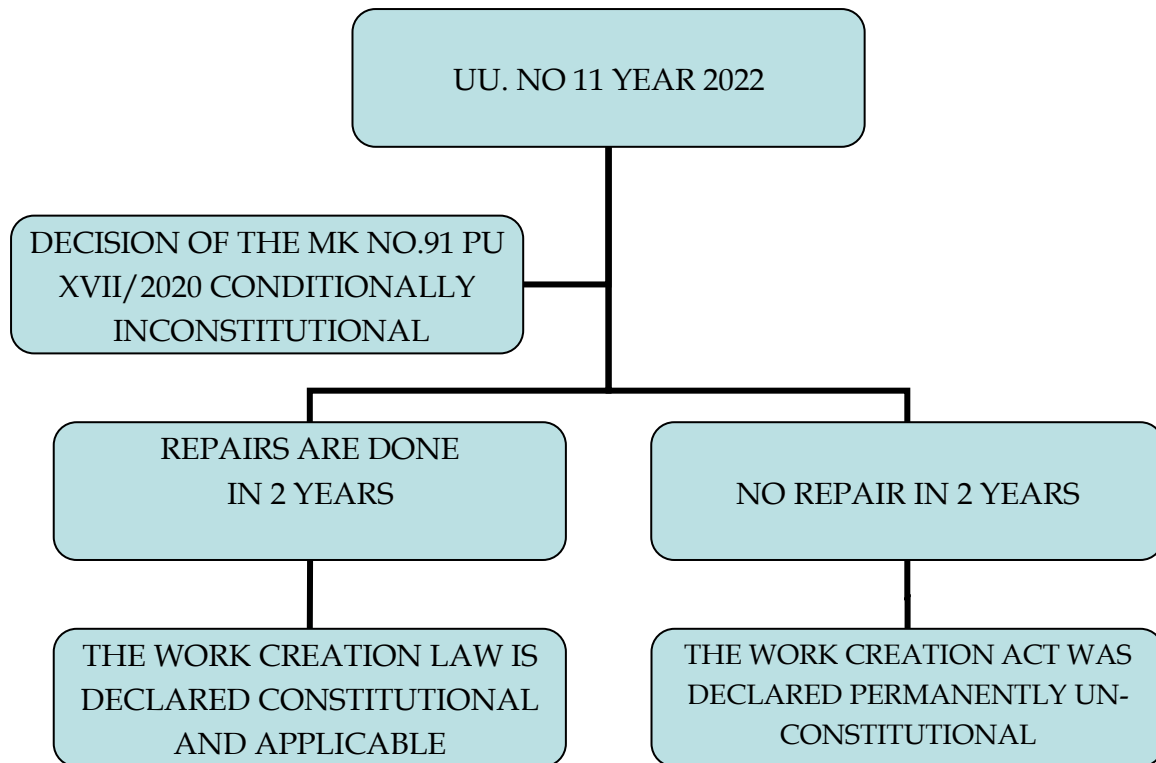 UU. NO 11 YEAR 2022
DECISION OF THE MK NO.91 PU
XVII/2020 CONDITIONALLY
INCONSTITUTIONAL
REPAIRS ARE DONE
IN 2 YEARS
NO REPAIR IN 2 YEARS
THE WORK CREATION LAW IS
DECLARED CONSTITUTIONAL
AND APPLICABLE
THE WORK CREATION ACT WAS
DECLARED PERMANENTLY UN-
CONSTITUTIONAL